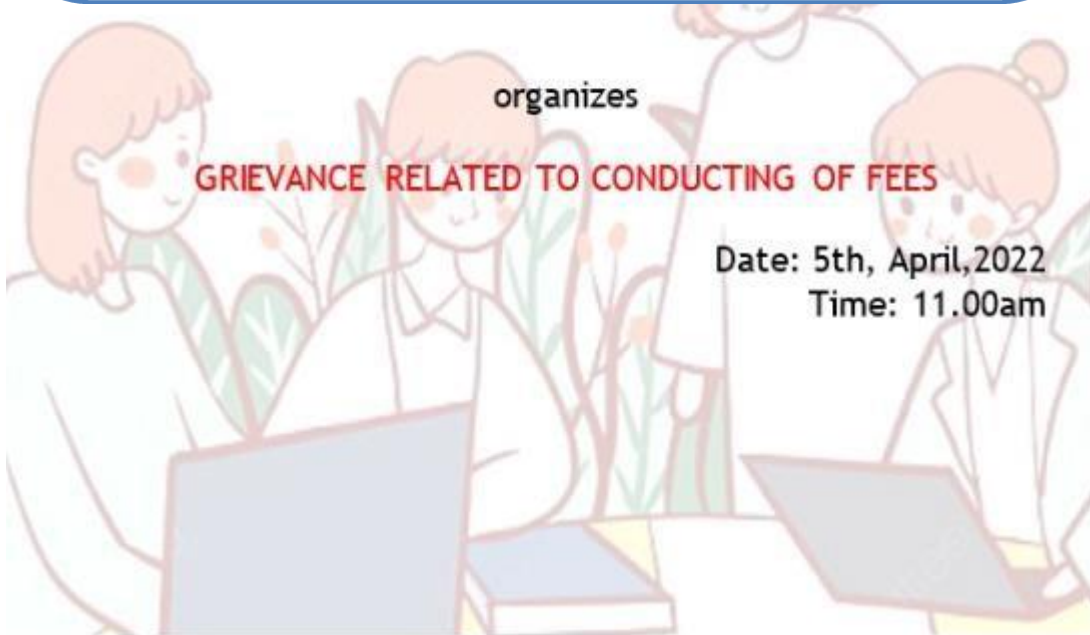 organizes
GRIEVANCE RELATED TO CONDUCTING OF FEES
Date: 5th, April,2022
Time: 11.00am